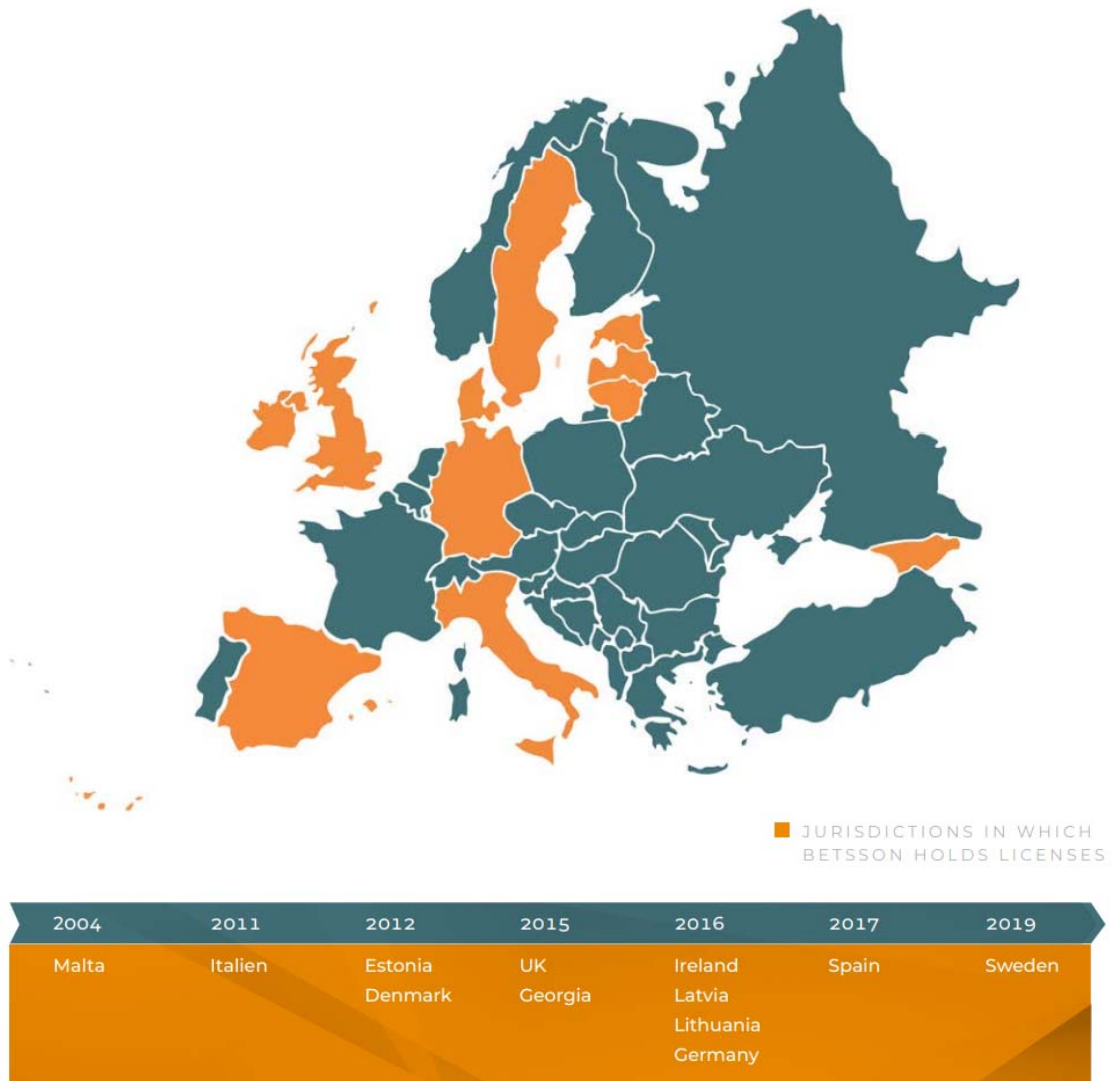 JURISDICTIONS IN WHICH
BETSSON HOLDS LICENSES
2004 2011 2012 2015 2016 2017 2019
Malta Italien Estonia UK Ireland Spain Sweden
Denmark Georgia Latvia
Lithuania
Germany